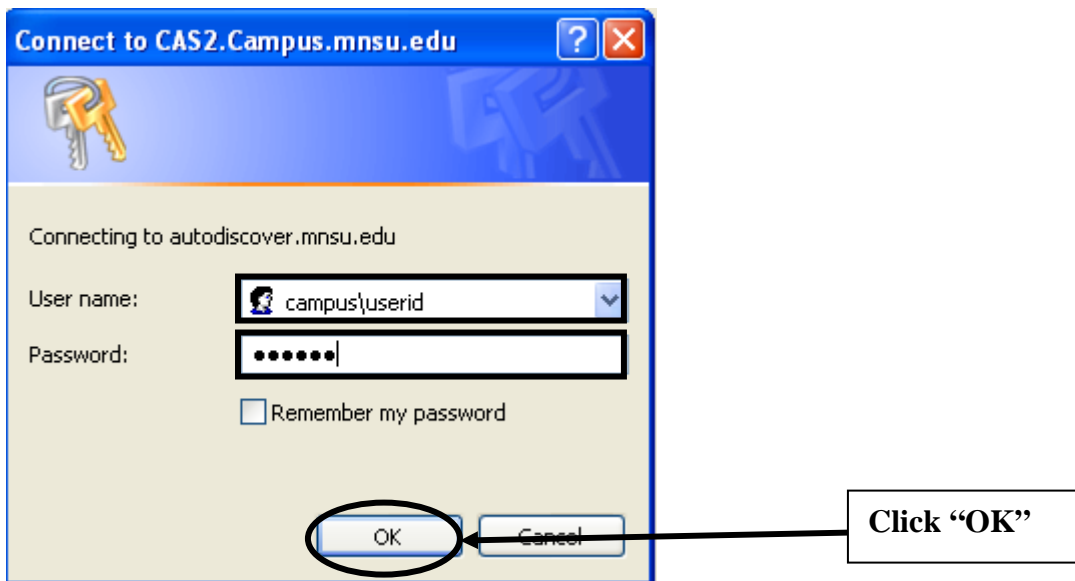 Connect to CAS2.Campus.mnsu.edu
Connecting to autodiscover.mnsu.edu
User name: campus\userid
Password: ●●●●●●
Remember my password
OK Cancel
Click “OK”